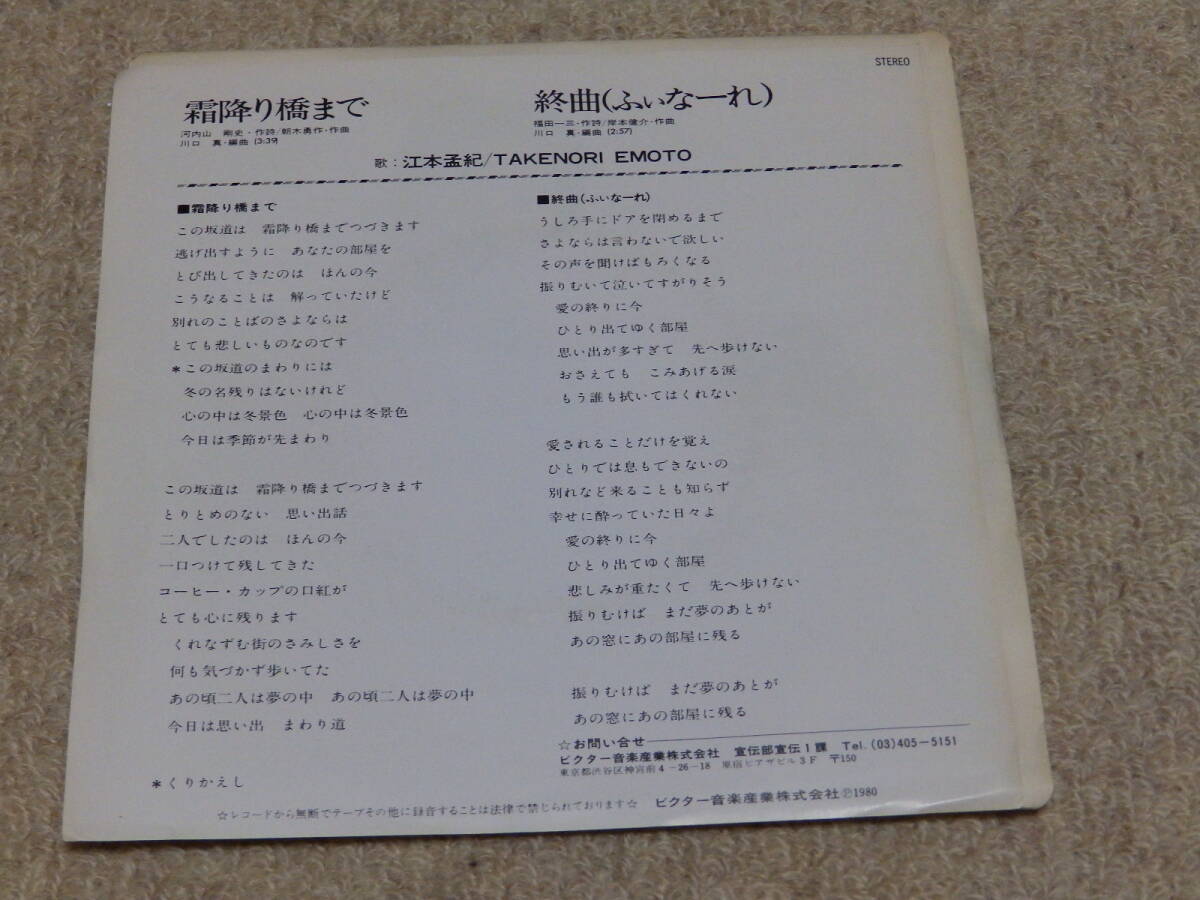 STEREO
霜降り橋まで
河内山 剛史・作詩/朝木勇作・作曲
川口 真・編曲 (3:39)
終曲(ふぃなーれ)
福田一三・作詩/岸本健介・作曲
川口 真・編曲 (2:57)
歌：江本孟紀/TAKENORI EMOTO
■霜降り橋まで
この坂道は 霜降り橋までつづきます
逃げ出すように あなたの部屋を
とび出してきたのは ほんの今
こうなることは 解っていたけど
別れのことばのさよならは
とても悲しいものなのです
＊この坂道のまわりには
冬の名残りはないけれど
心の中は冬景色 心の中は冬景色
今日は季節が先まわり
この坂道は 霜降り橋までつづきます
とりとめのない 思い出話
二人でしたのは ほんの今
一口つけて残してきた
コーヒー・カップの口紅が
とても心に残ります
くれなずむ街のさみしさを
何も気づかず歩いてた
あの頃二人は夢の中 あの頃二人は夢の中
今日は思い出 まわり道
＊くりかえし
■終曲(ふぃなーれ)
うしろ手にドアを閉めるまで
さよならは言わないで欲しい
その声を聞けばもろくなる
振りむいて泣いてすがりそう
愛の終りに今
ひとり出てゆく部屋
思い出が多すぎて 先へ歩けない
おさえても こみあげる涙
もう誰も拭いてはくれない
愛されることだけを覚え
ひとりでは息もできないの
別れなど来ることも知らず
幸せに酔っていた日々よ
愛の終りに今
ひとり出てゆく部屋
悲しみが重たくて 先へ歩けない
振りむけば まだ夢のあとが
あの窓にあの部屋に残る
振りむけば まだ夢のあとが
あの窓にあの部屋に残る
☆お問い合せ
ビクター音楽産業株式会社 宣伝部宣伝1課 Tel. (03)405-5151
東京都渋谷区神宮前4-26-18 原宿ピアザビル3F 〒150
☆レコードから無断でテープその他に録音することは法律で禁じられております☆ ビクター音楽産業株式会社Ⓟ1980